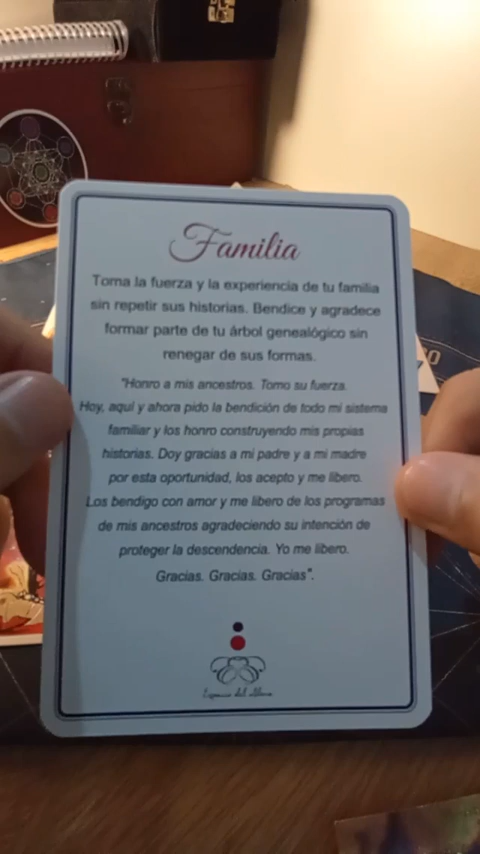 Familia
Toma la fuerza y la experiencia de tu familia
sin repetir sus historias. Bendice y agradece
formar parte de tu árbol genealógico sin
renegar de sus formas.
"Honro a mis ancestros. Tomo su fuerza.
Hoy, aquí y ahora pido la bendición de todo mi sistema
familiar y los honro construyendo mis propias
historias. Doy gracias a mi padre y a mi madre
por esta oportunidad, los acepto y me libero.
Los bendigo con amor y me libero de los programas
de mis ancestros agradeciendo su intención de
proteger la descendencia. Yo me libero.
Gracias. Gracias. Gracias".
Espacio del Alma